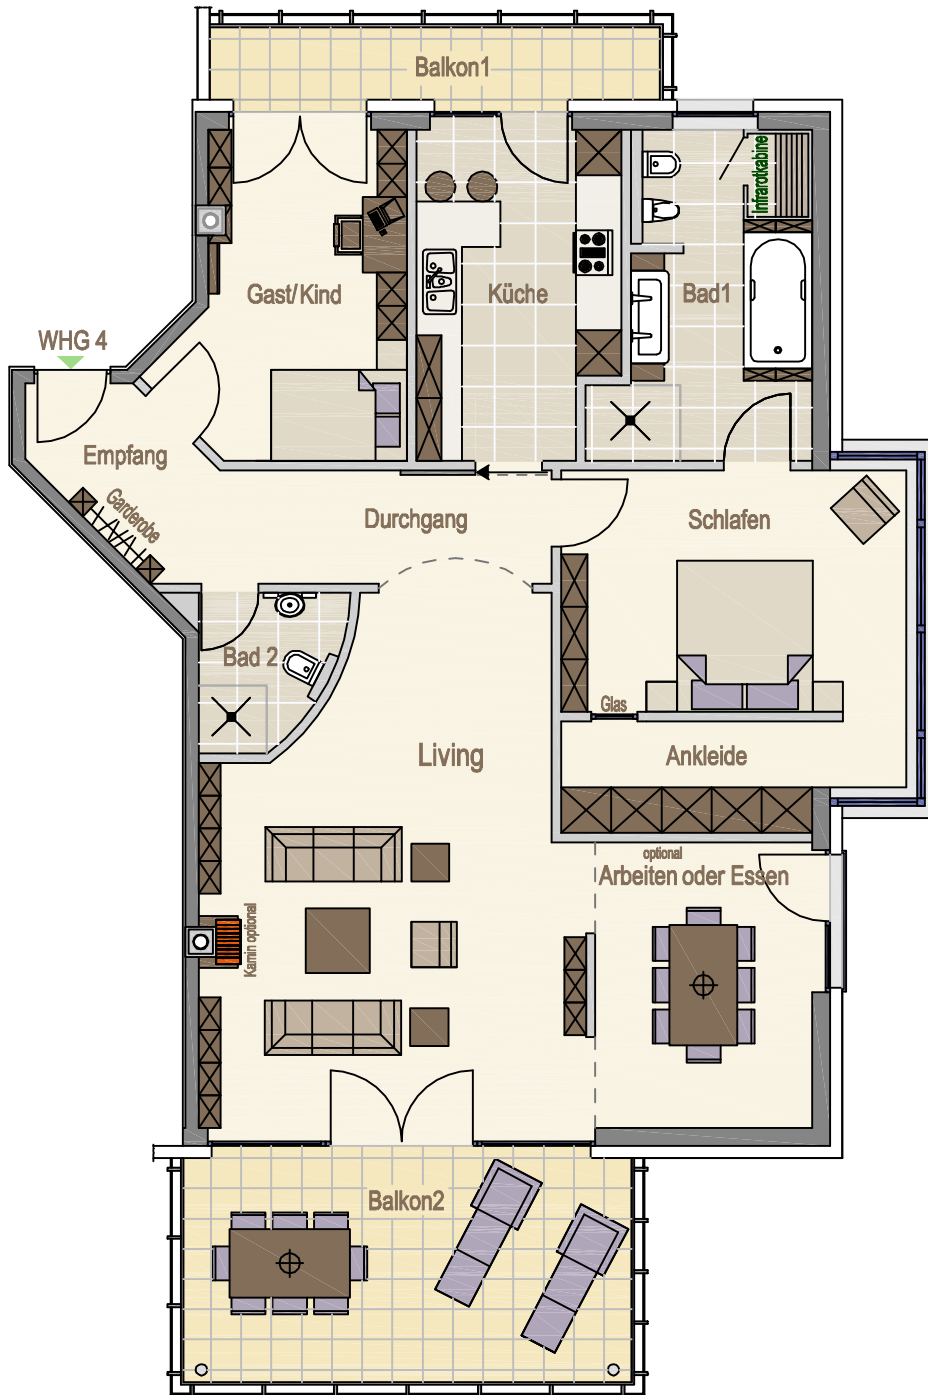 Balkon1
Infrarotkabine
Gast/Kind
Küche
Bad1
WHG 4
Empfang
Garderobe
Durchgang
Schlafen
Bad 2
Glas
Living
Ankleide
optional
Arbeiten oder Essen
Kamin optional
Balkon2